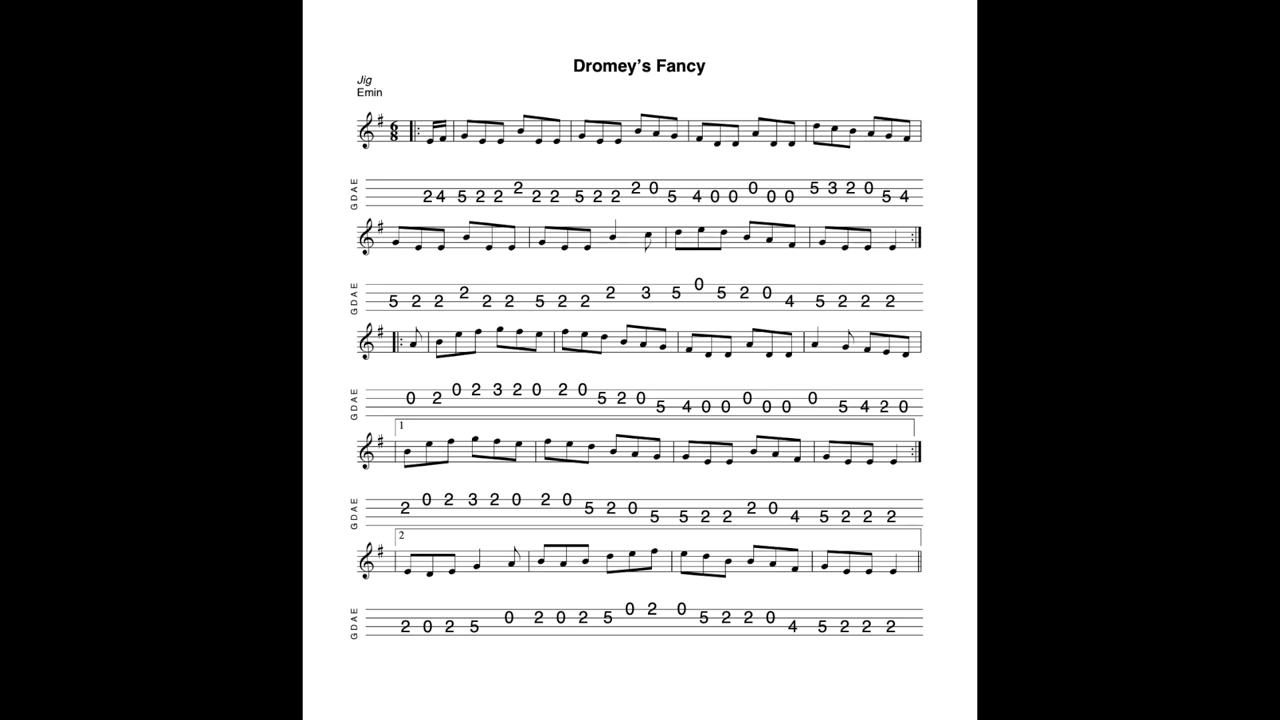 Dromey's Fancy
Jig
Emin
6
8
G D A E
2 4 5 2 2 2 2 2 5 2 2 2 0 5 4 0 0 0 0 0 5 3 2 0 5 4
G D A E
5 2 2 2 2 2 5 2 2 2 3 5 0 5 2 0 4 5 2 2 2
G D A E
0 2 0 2 3 2 0 2 0 5 2 0 5 4 0 0 0 0 0 0 5 4 2 0
1
G D A E
2 0 2 3 2 0 2 0 5 2 0 5 5 2 2 2 0 4 5 2 2 2
2
G D A E
2 0 2 5 0 2 0 2 5 0 2 0 5 2 2 0 4 5 2 2 2